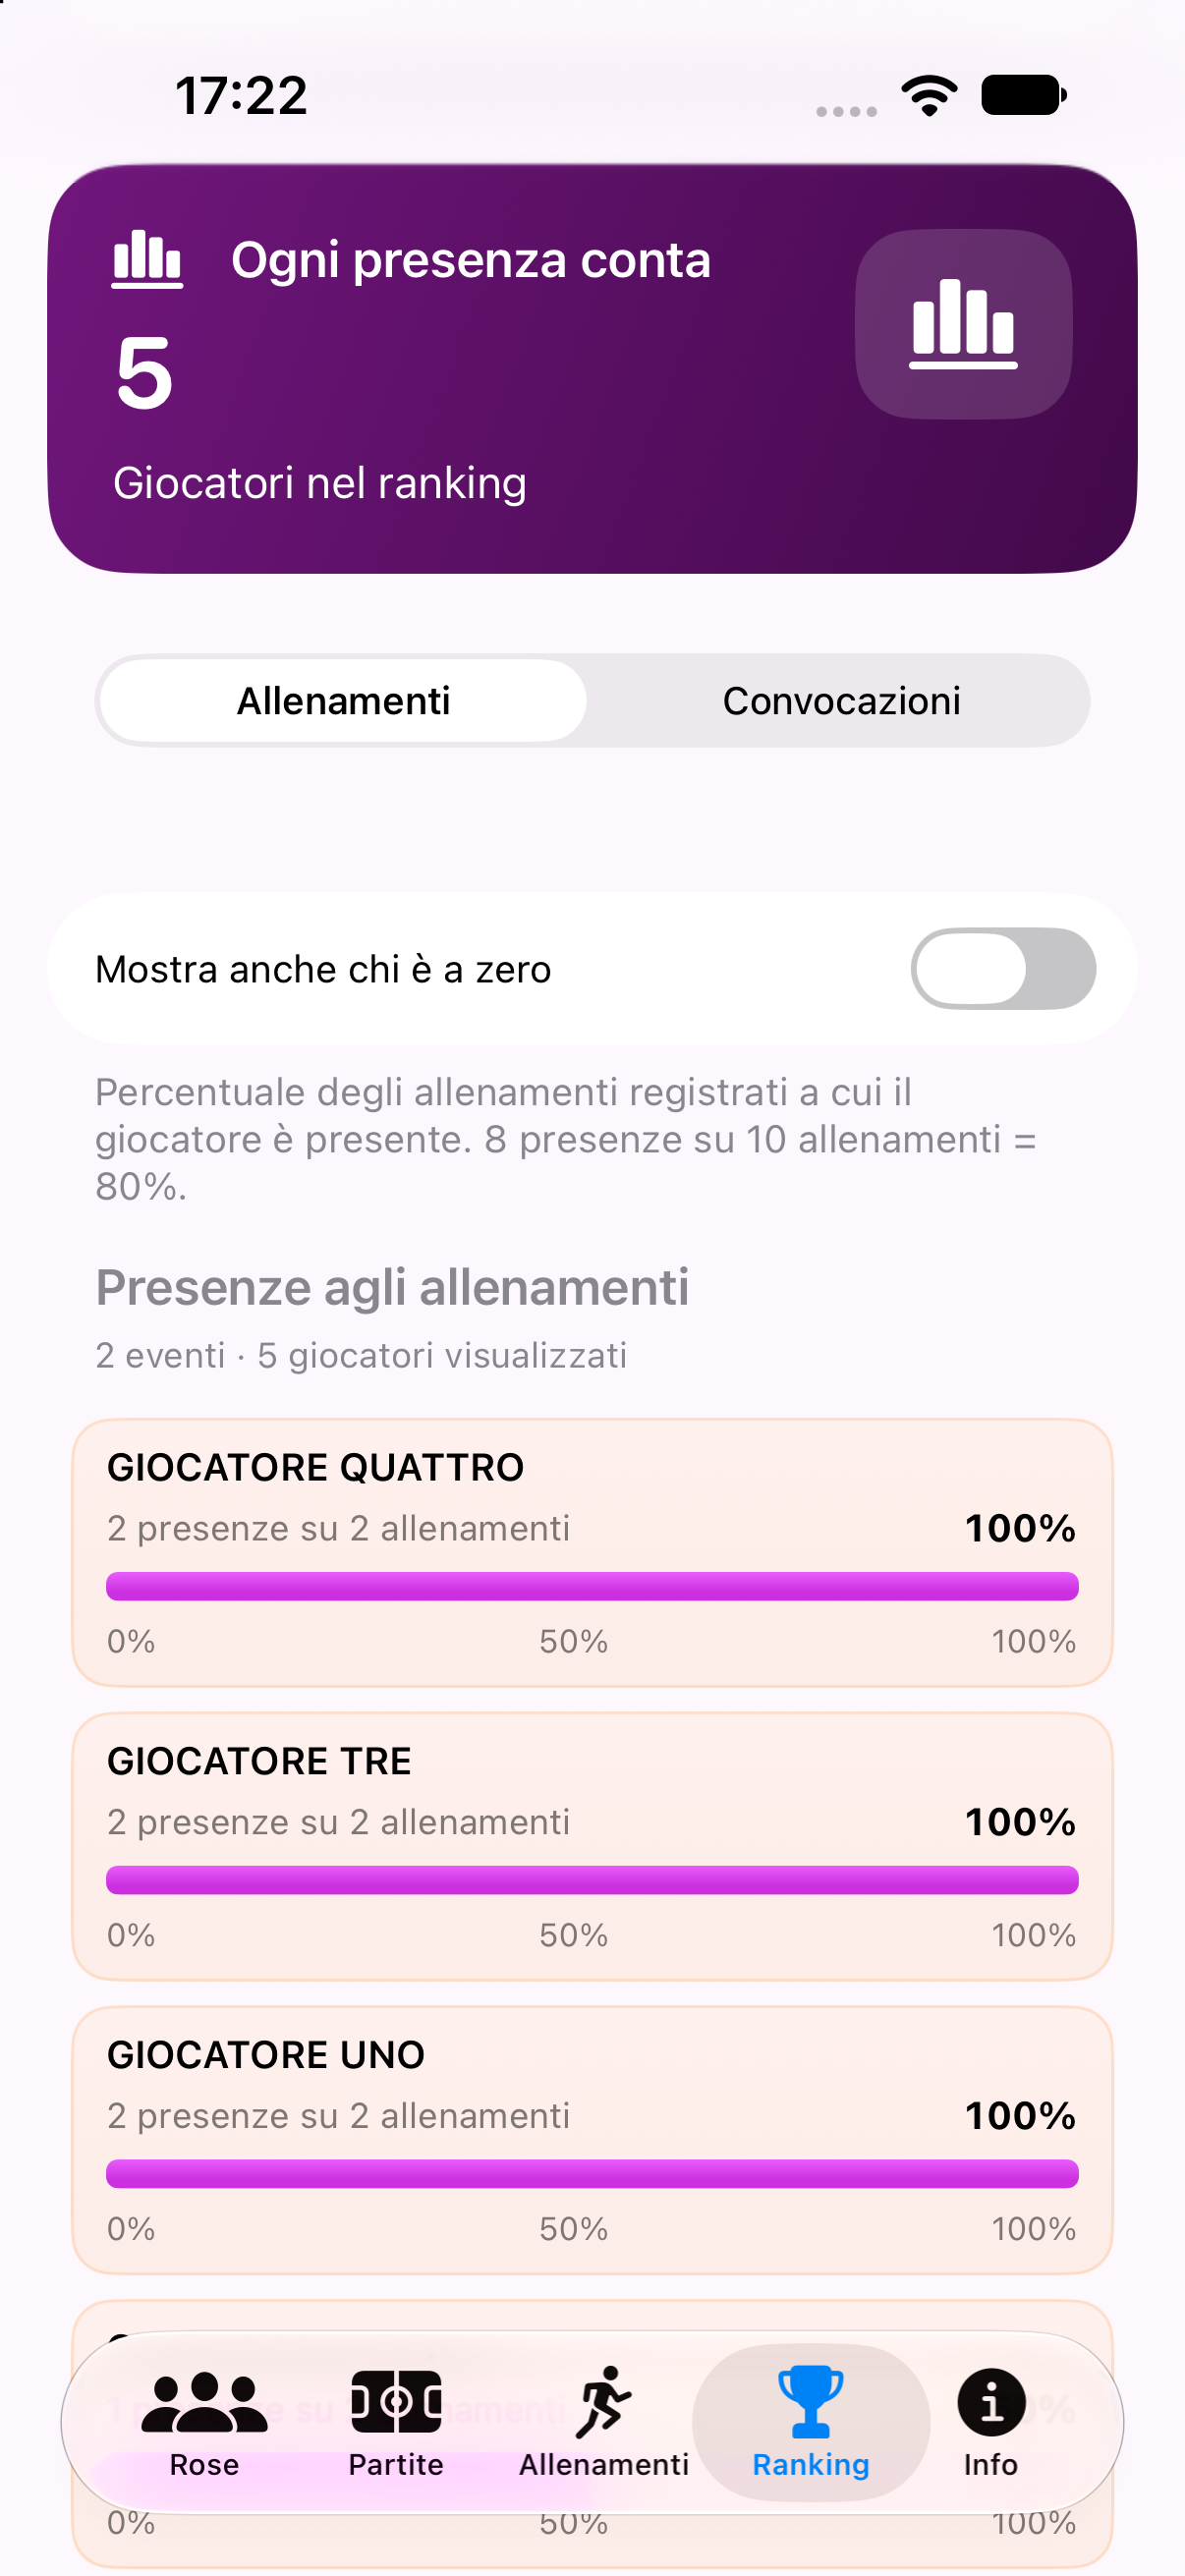 17:22
Ogni presenza conta
5
Giocatori nel ranking
Allenamenti
Convocazioni
Mostra anche chi è a zero
Percentuale degli allenamenti registrati a cui il
giocatore è presente. 8 presenze su 10 allenamenti =
80%.
Presenze agli allenamenti
2 eventi · 5 giocatori visualizzati
GIOCATORE QUATTRO
2 presenze su 2 allenamenti
100%
0%
50%
100%
GIOCATORE TRE
2 presenze su 2 allenamenti
100%
0%
50%
100%
GIOCATORE UNO
2 presenze su 2 allenamenti
100%
0%
50%
100%
Rose
Partite
Allenamenti
Ranking
Info
0%
50%
100%